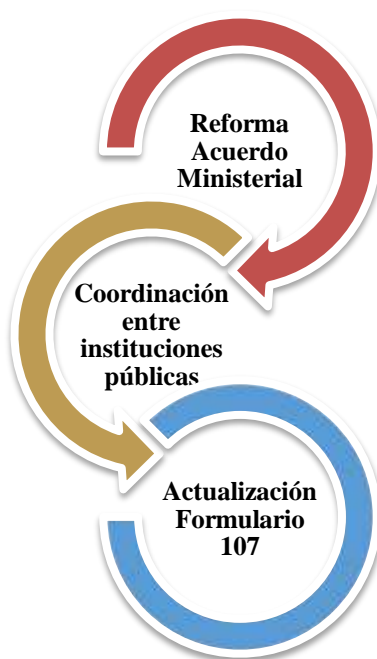 Reforma
Acuerdo
Ministerial
Coordinación
entre
instituciones
públicas
Actualización
Formulario
107